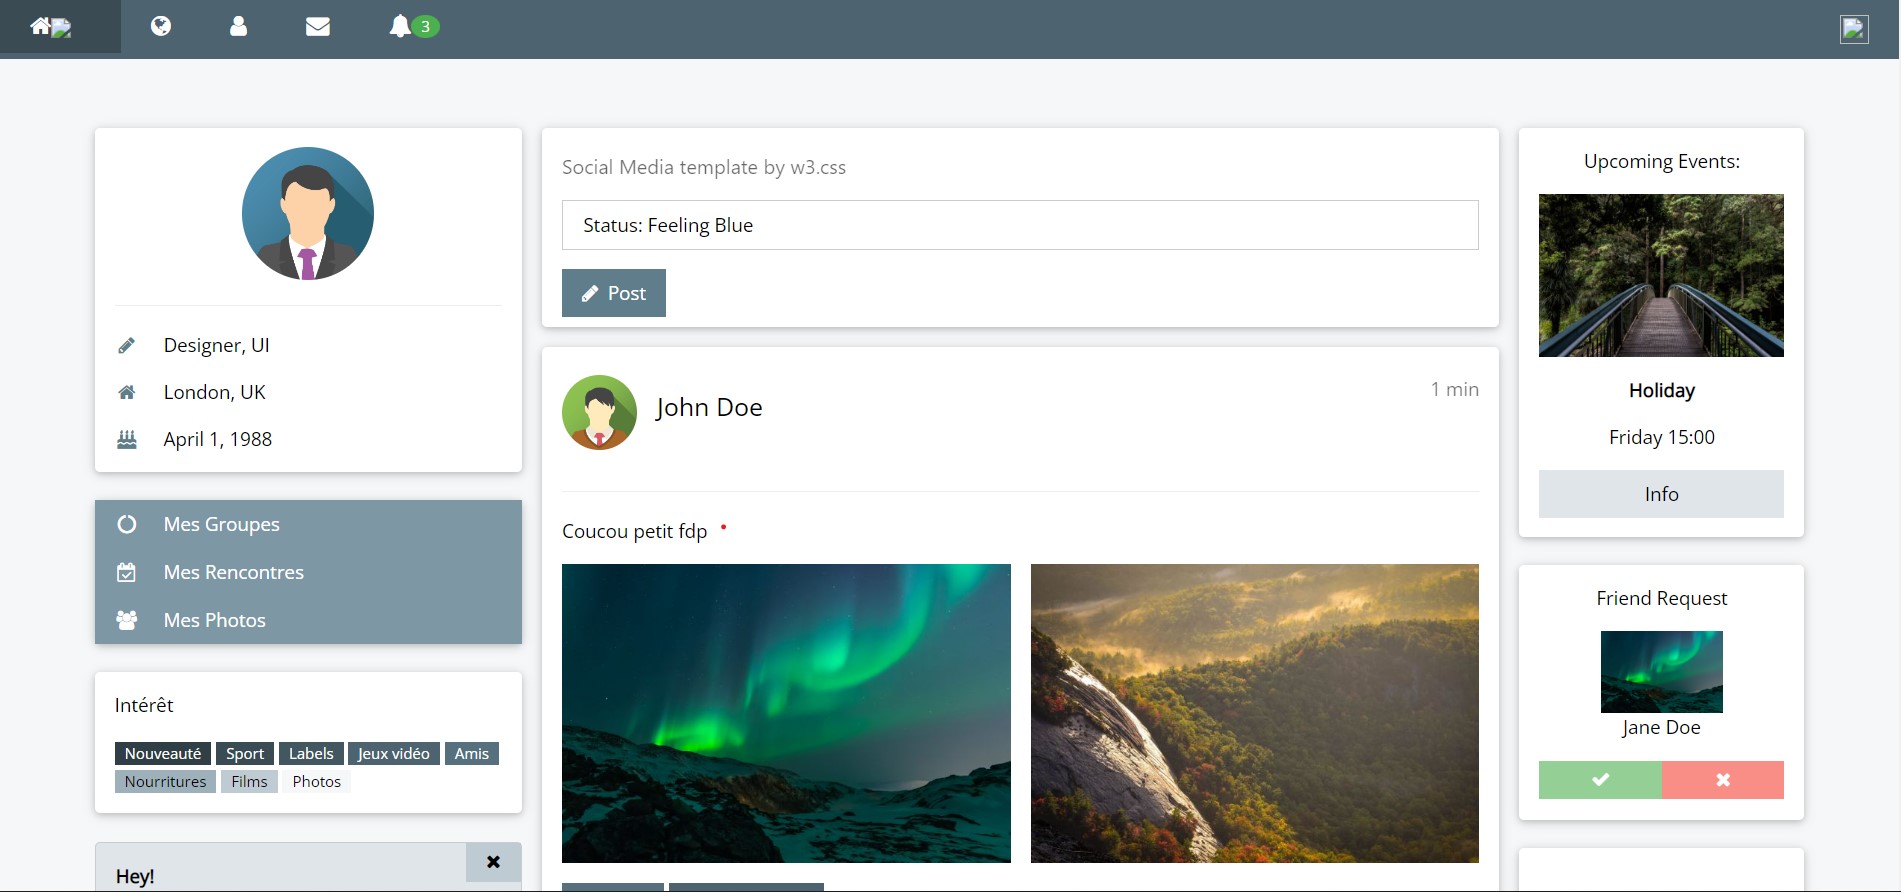 3
Designer, UI
London, UK
April 1, 1988
Mes Groupes
Mes Rencontres
Mes Photos
Intérêt
Nouveauté Sport Labels Jeux vidéo Amis
Nourritures Films Photos
Hey!
Social Media template by w3.css
Status: Feeling Blue
Post
John Doe
1 min
Coucou petit fdp
Upcoming Events:
Holiday
Friday 15:00
Info
Friend Request
Jane Doe